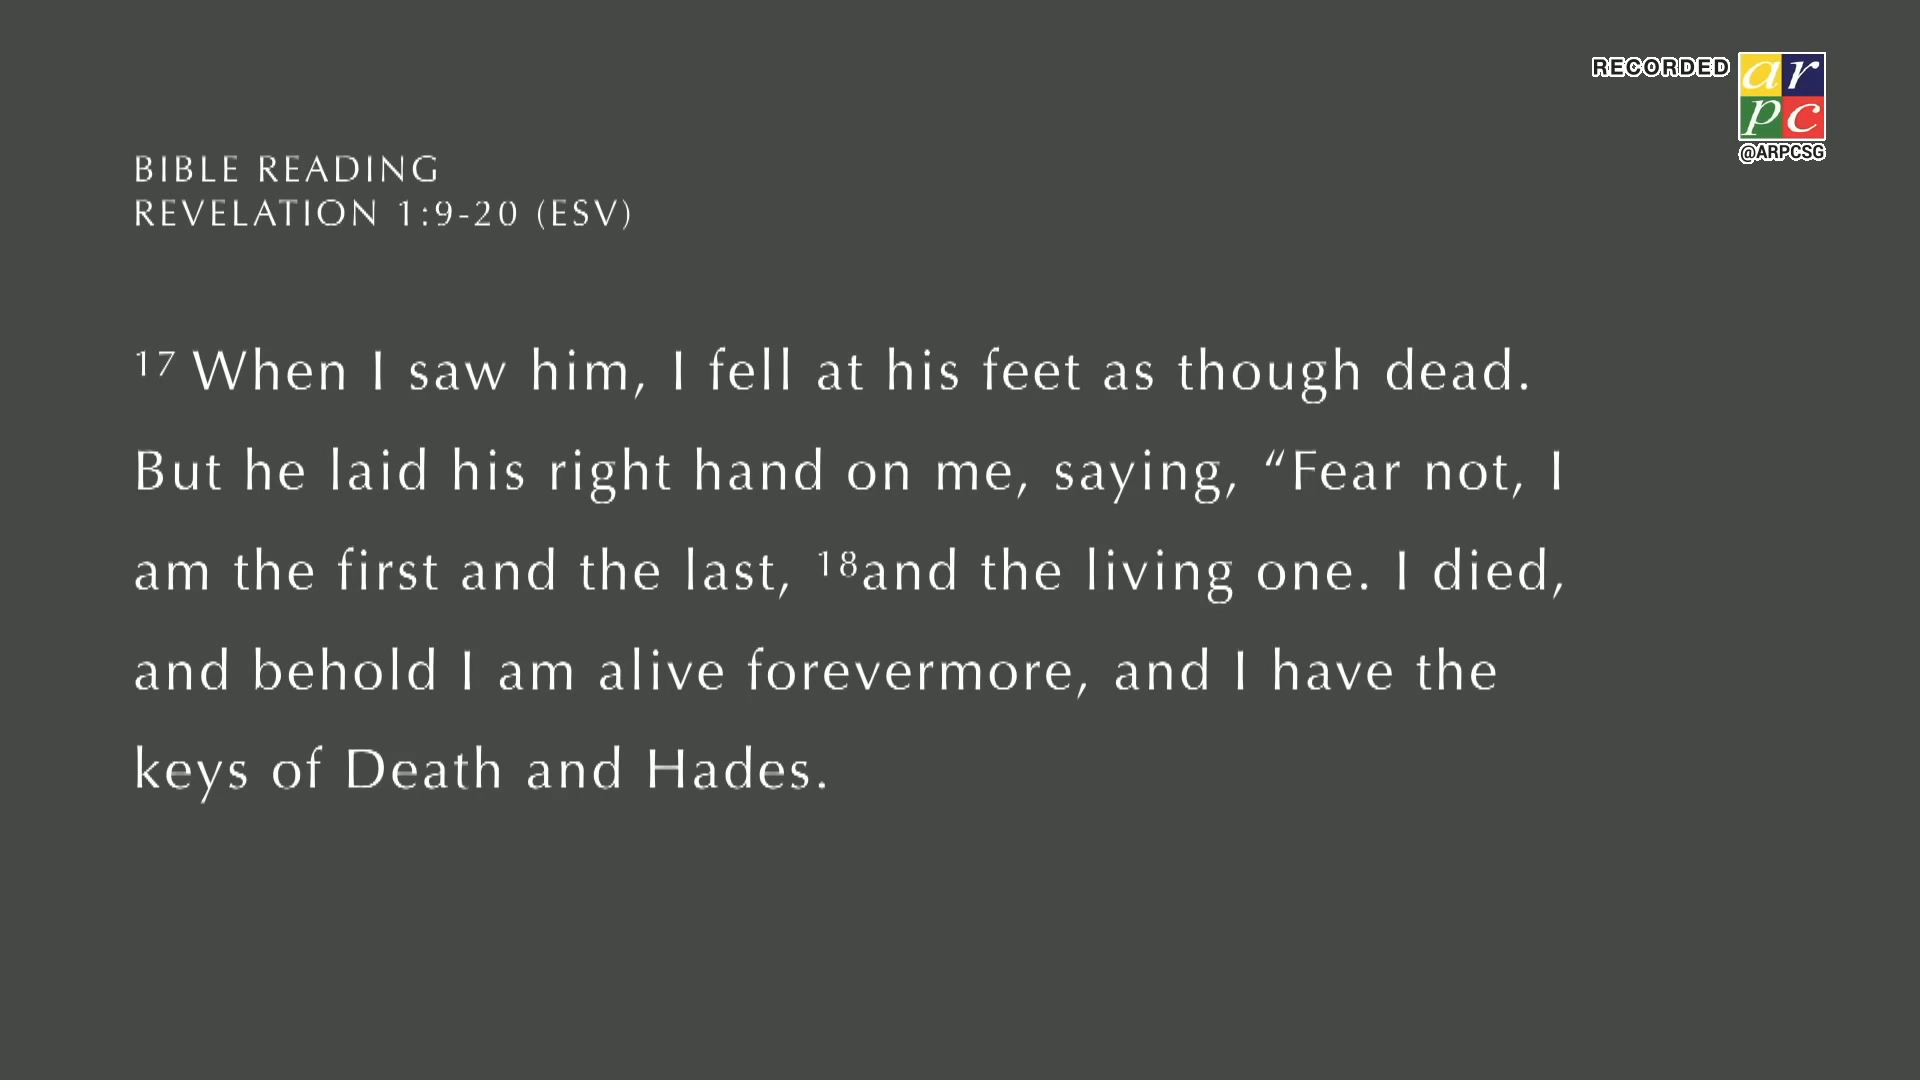 RECORDED
ar
pc
@ARPCSG
BIBLE READING
REVELATION 1:9-20 (ESV)
17 When I saw him, I fell at his feet as though dead.
But he laid his right hand on me, saying, “Fear not, I
am the first and the last, 18and the living one. I died,
and behold I am alive forevermore, and I have the
keys of Death and Hades.